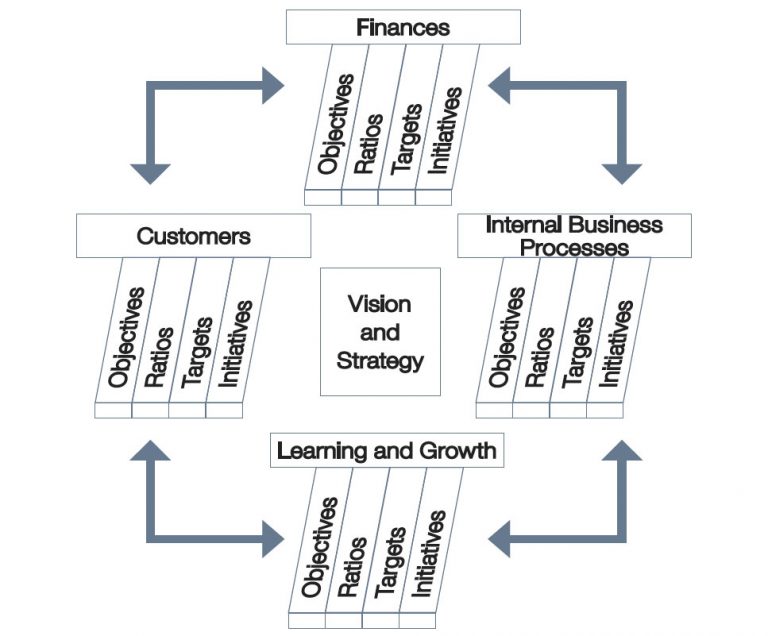 Finances
Objectives
Ratios
Targets
Initiatives
Customers
Objectives
Ratios
Targets
Initiatives
Vision
and
Strategy
Internal Business
Processes
Objectives
Ratios
Targets
Initiatives
Learning and Growth
Objectives
Ratios
Targets
Initiatives